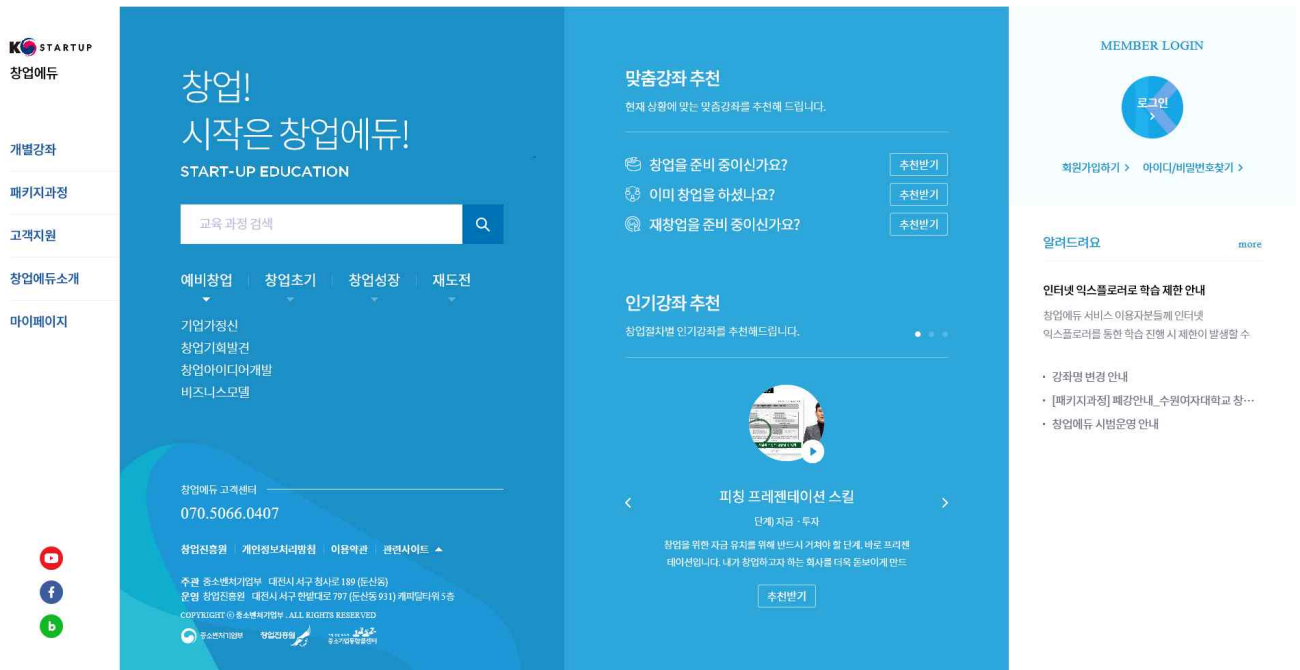 K STARTUP
창업에듀
개별강좌
패키지과정
고객지원
창업에듀소개
마이페이지
창업!
시작은 창업에듀!
START-UP EDUCATION
교육 과정 검색
예비창업 창업초기 창업성장 재도전
기업가정신
창업기회발견
창업아이디어개발
비즈니스모델
창업에듀 고객센터
070.5066.0407
창업진흥원 개인정보처리방침 이용약관 관련사이트
주관 중소벤처기업부 대전시 서구 청사로 189 (둔산동)
운영 창업진흥원 대전시 서구 한밭대로 797 (둔산동 931) 캐피탈타워 5층
COPYRIGHT ⓒ 중소벤처기업부 . ALL RIGHTS RESERVED
중소벤처기업부 창업진흥원 중소기업통합콜센터
맞춤강좌 추천
현재 상황에 맞는 맞춤강좌를 추천해 드립니다.
창업을 준비 중이신가요? 추천받기
이미 창업을 하셨나요? 추천받기
재창업을 준비 중이신가요? 추천받기
인기강좌 추천
창업절차별 인기강좌를 추천해드립니다.
피칭 프레젠테이션 스킬
단계) 자금 · 투자
창업을 위한 자금 유치를 위해 반드시 거쳐야 할 단계. 바로 프리젠
테이션입니다. 내가 창업하고자 하는 회사를 더욱 돋보이게 만드
추천받기
MEMBER LOGIN
로그인
회원가입하기 > 아이디/비밀번호찾기 >
알려드려요 more
인터넷 익스플로러로 학습 제한 안내
창업에듀 서비스 이용자분들께 인터넷
익스플로러를 통한 학습 진행 시 제한이 발생할 수
· 강좌명 변경 안내
· [패키지과정] 폐강안내_수원여자대학교 창···
· 창업에듀 시범운영 안내